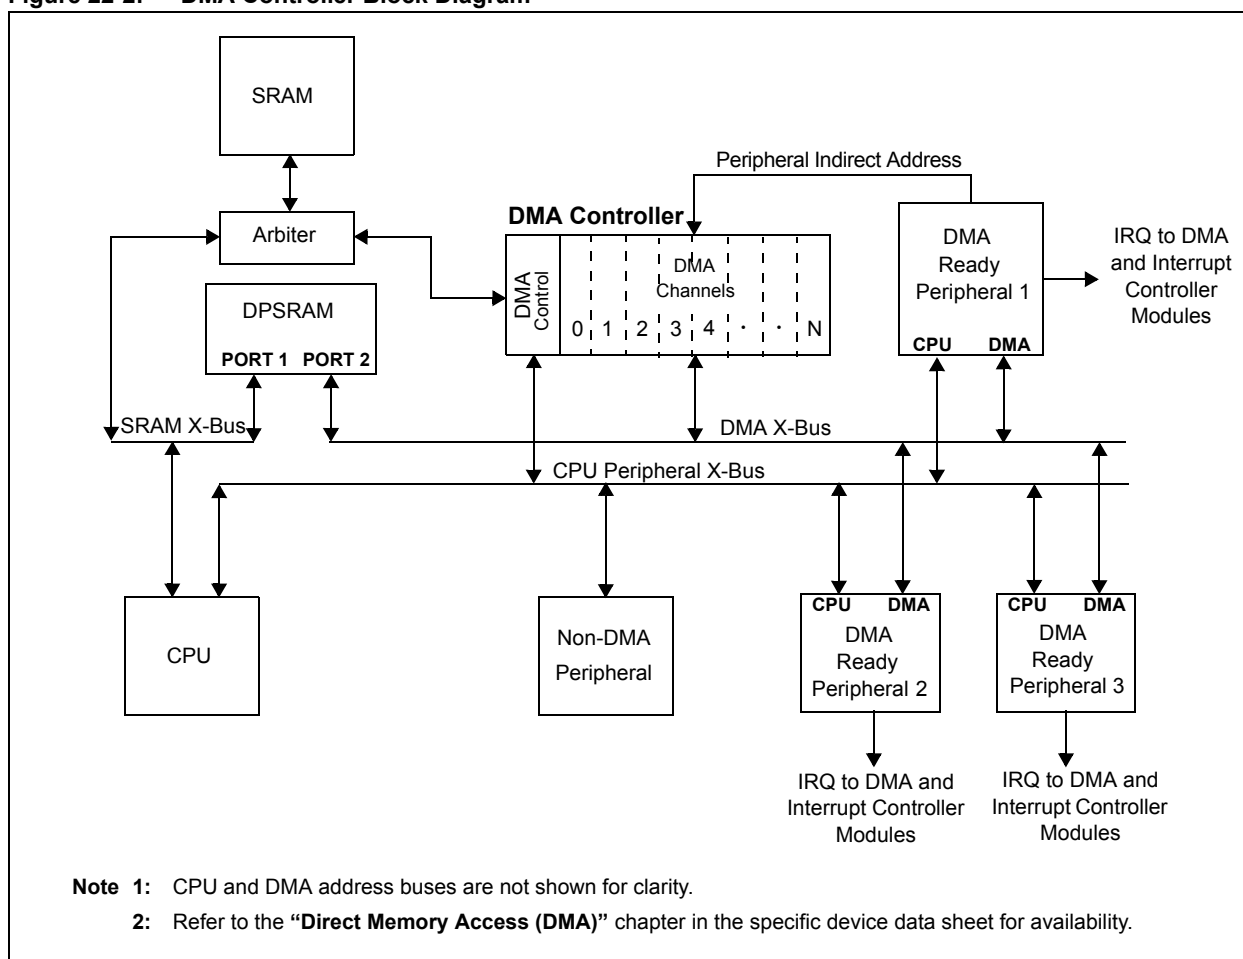 Figure 22-2: DMA Controller Block Diagram
SRAM
Peripheral Indirect Address
DMA Controller
Arbiter
DMA
Ready
Peripheral 1
CPU DMA
IRQ to DMA
and Interrupt
Controller
Modules
DMA
Control
DMA
Channels
0 1 2 3 4 · · N
DPSRAM
PORT 1 PORT 2
SRAM X-Bus
DMA X-Bus
CPU Peripheral X-Bus
CPU
Non-DMA
Peripheral
CPU DMA
DMA
Ready
Peripheral 2
CPU DMA
DMA
Ready
Peripheral 3
IRQ to DMA and
Interrupt Controller
Modules
IRQ to DMA and
Interrupt Controller
Modules
Note 1: CPU and DMA address buses are not shown for clarity.
2: Refer to the “Direct Memory Access (DMA)” chapter in the specific device data sheet for availability.